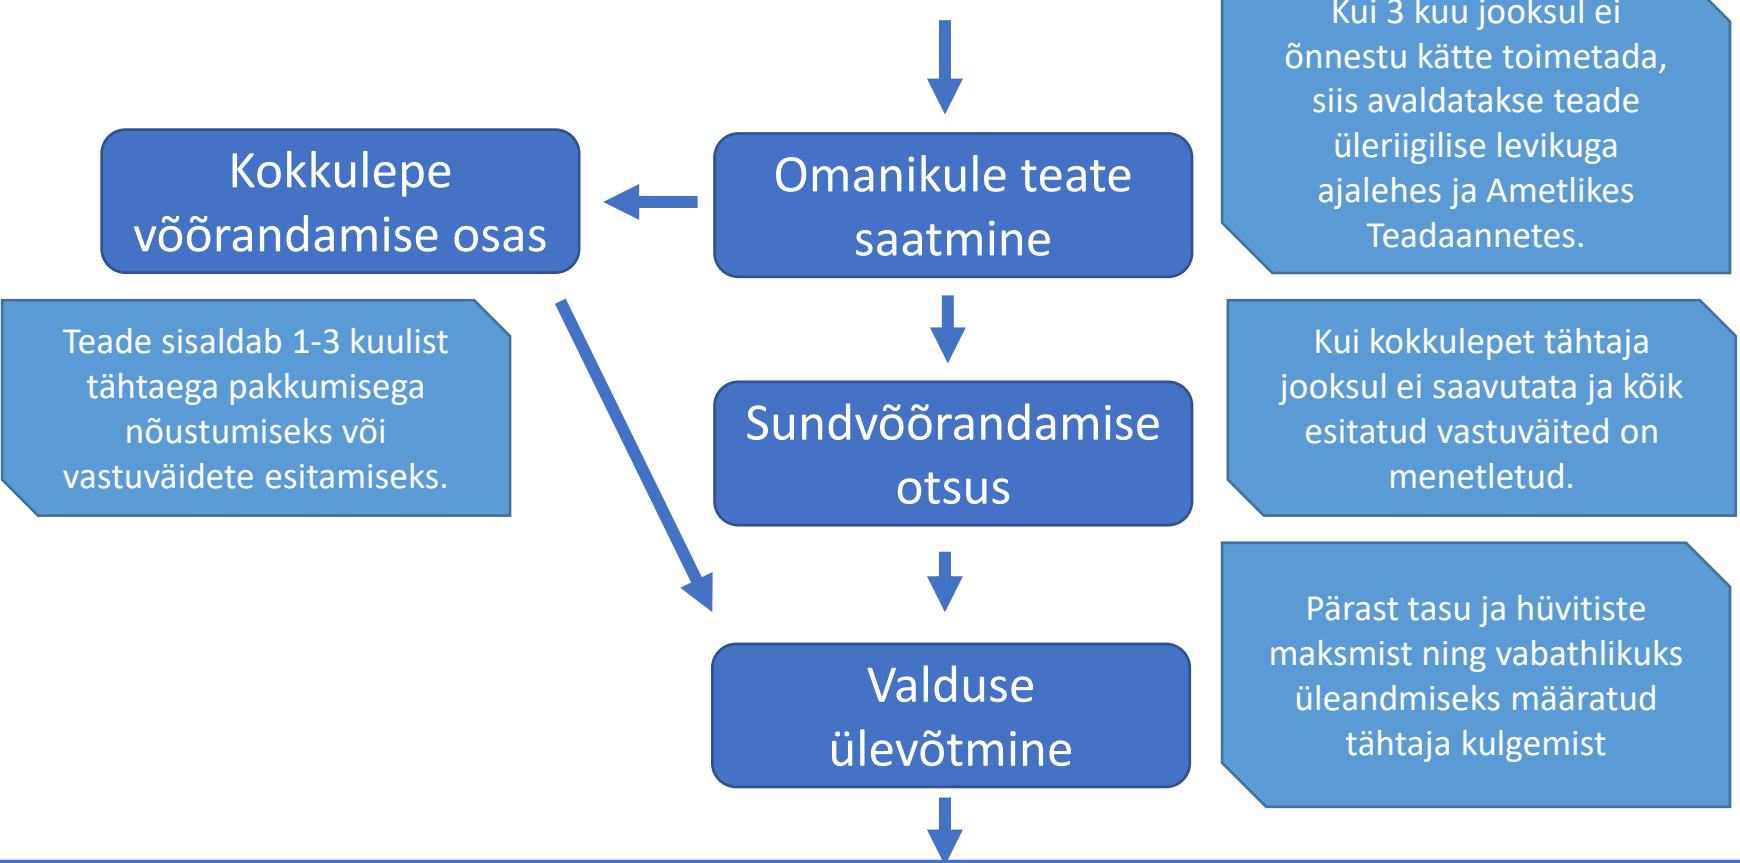 Kui 3 kuu jooksul ei
õnnestu kätte toimetada,
siis avaldatakse teade
üleriigilise levikuga
ajalehes ja Ametlikes
Teadaannetes.
Kokkulepe
võõrandamise osas
Omanikule teate
saatmine
Teade sisaldab 1-3 kuulist
tähtaega pakkumisega
nõustumiseks või
vastuväidete esitamiseks.
Sundvõõrandamise
otsus
Kui kokkulepet tähtaja
jooksul ei saavutata ja kõik
esitatud vastuväited on
menetletud.
Valduse
ülevõtmine
Pärast tasu ja hüvitiste
maksmist ning vabathlikuks
üleandmiseks määratud
tähtaja kulgemist